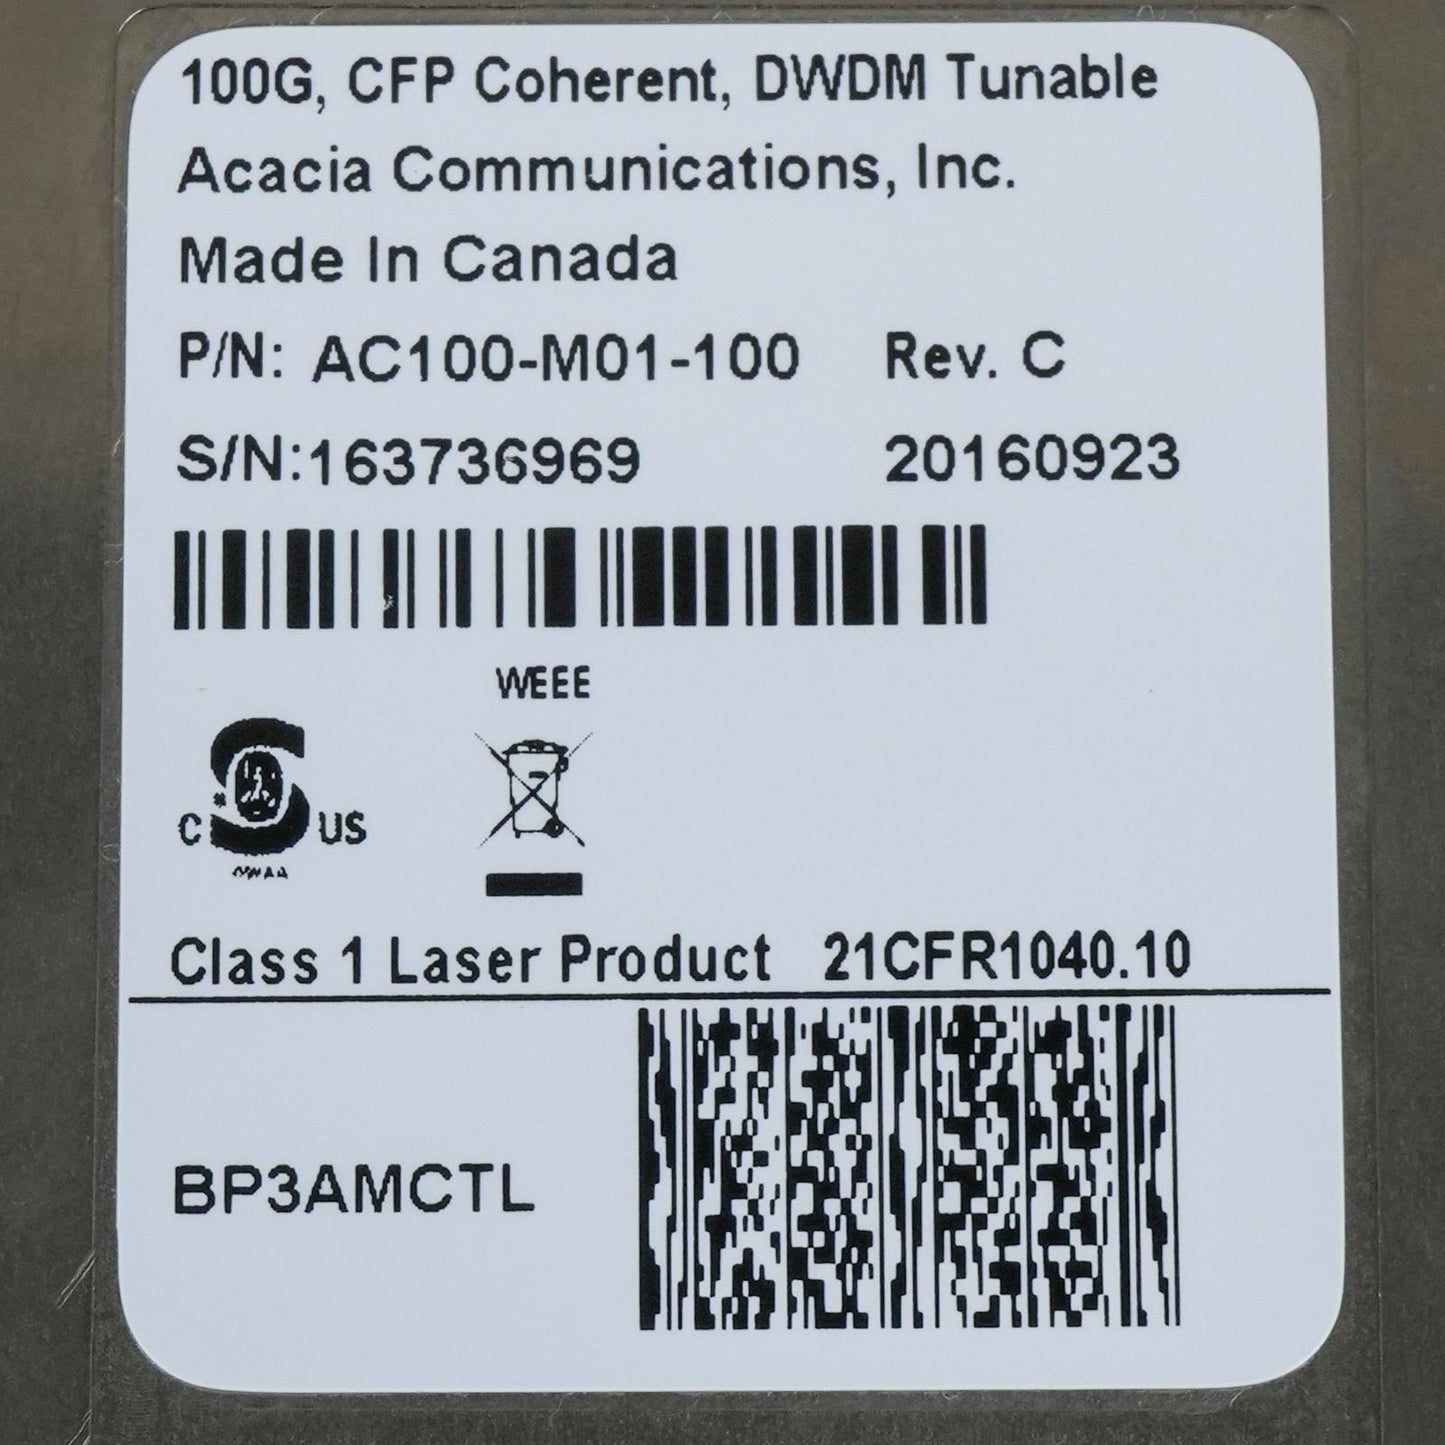 100G, CFP Coherent, DWDM Tunable
Acacia Communications, Inc.
Made In Canada
P/N: AC100-M01-100 Rev. C
S/N:163736969 20160923
WEEE
C US
Class 1 Laser Product 21CFR1040.10
BP3AMCTL